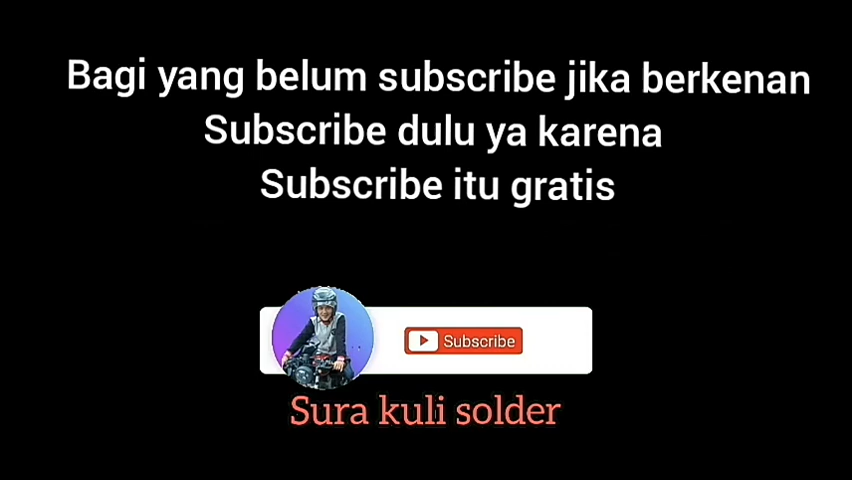 Bagi yang belum subscribe jika berkenan
Subscribe dulu ya karena
Subscribe itu gratis
Subscribe
Sura kuli solder